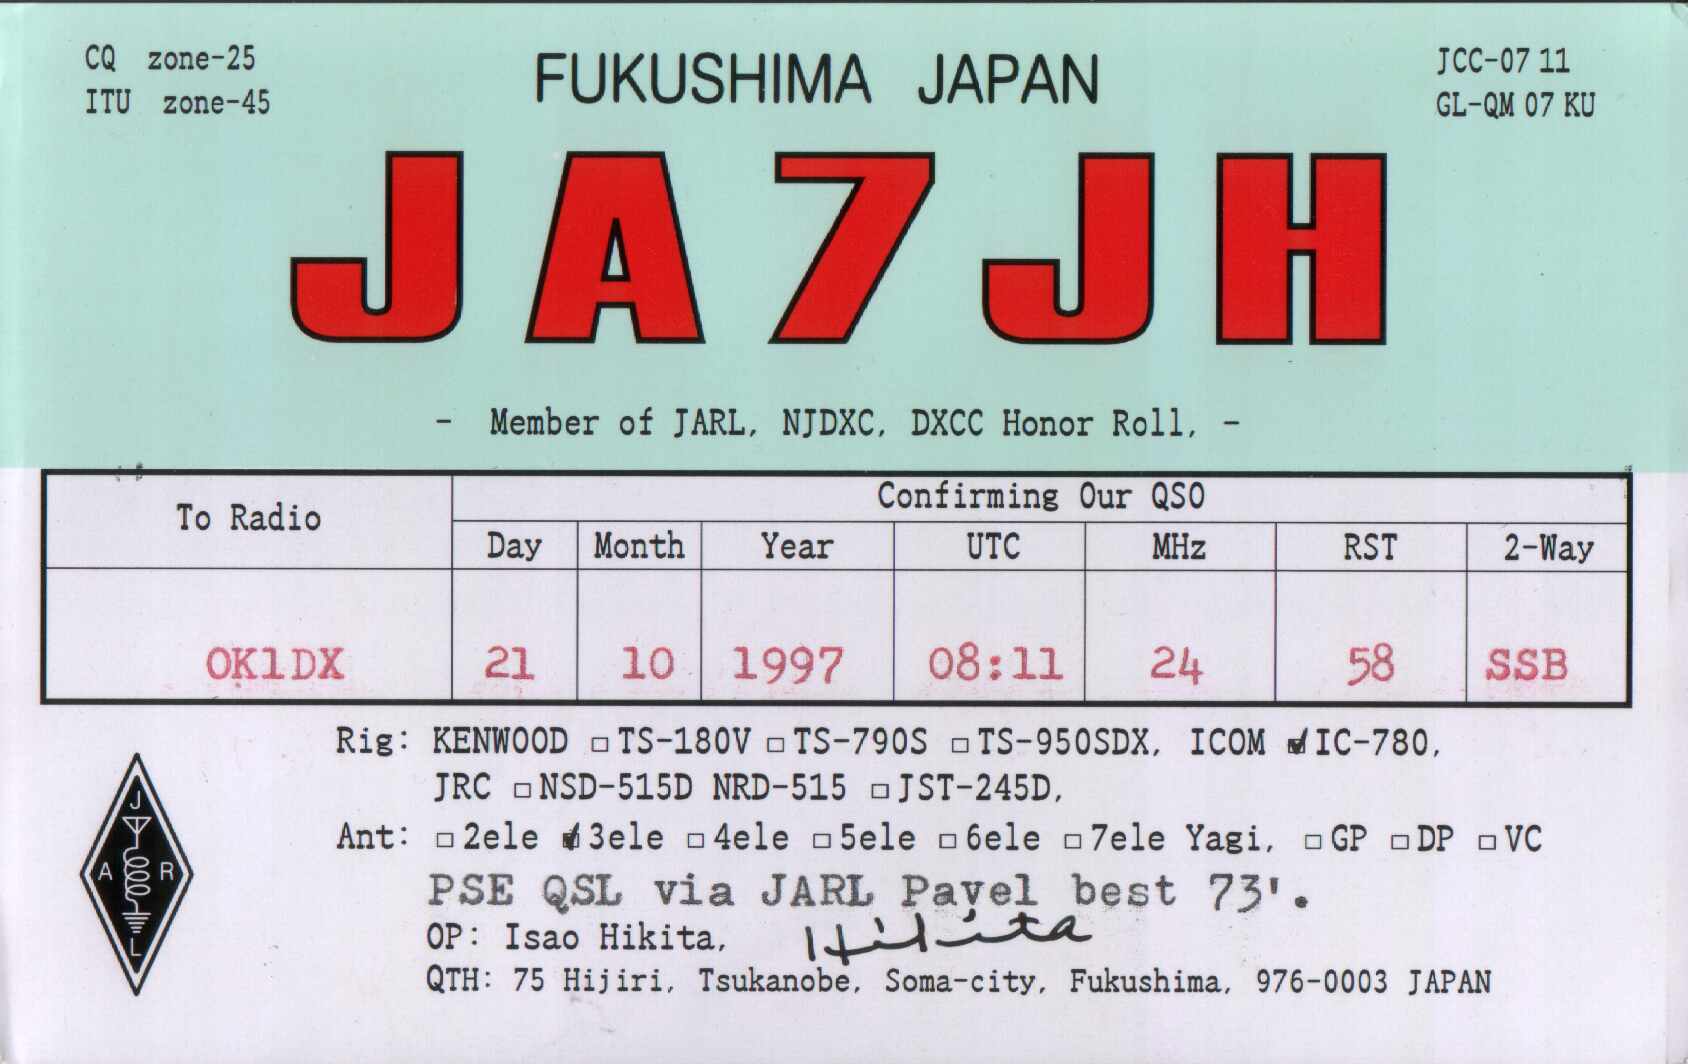 CQ zone-25
ITU zone-45
FUKUSHIMA JAPAN
JCC-07 11
GL-QM 07 KU
JA7JH
- Member of JARL, NJDXC, DXCC Honor Roll, -
To Radio
Confirming Our QSO
Day Month Year UTC MHz RST 2-Way
OK1DX 21 10 1997 08:11 24 58 SSB
Rig: KENWOOD □TS-180V □TS-790S □TS-950SDX, ICOM ☑IC-780,
JRC □NSD-515D NRD-515 □JST-245D,
Ant: □2ele ☑3ele □4ele □5ele □6ele □7ele Yagi, □GP □DP □VC
PSE QSL via JARL Pavel best 73'.
OP: Isao Hikita, Hikita
QTH: 75 Hijiri, Tsukanobe, Soma-city, Fukushima, 976-0003 JAPAN
J
A R
L